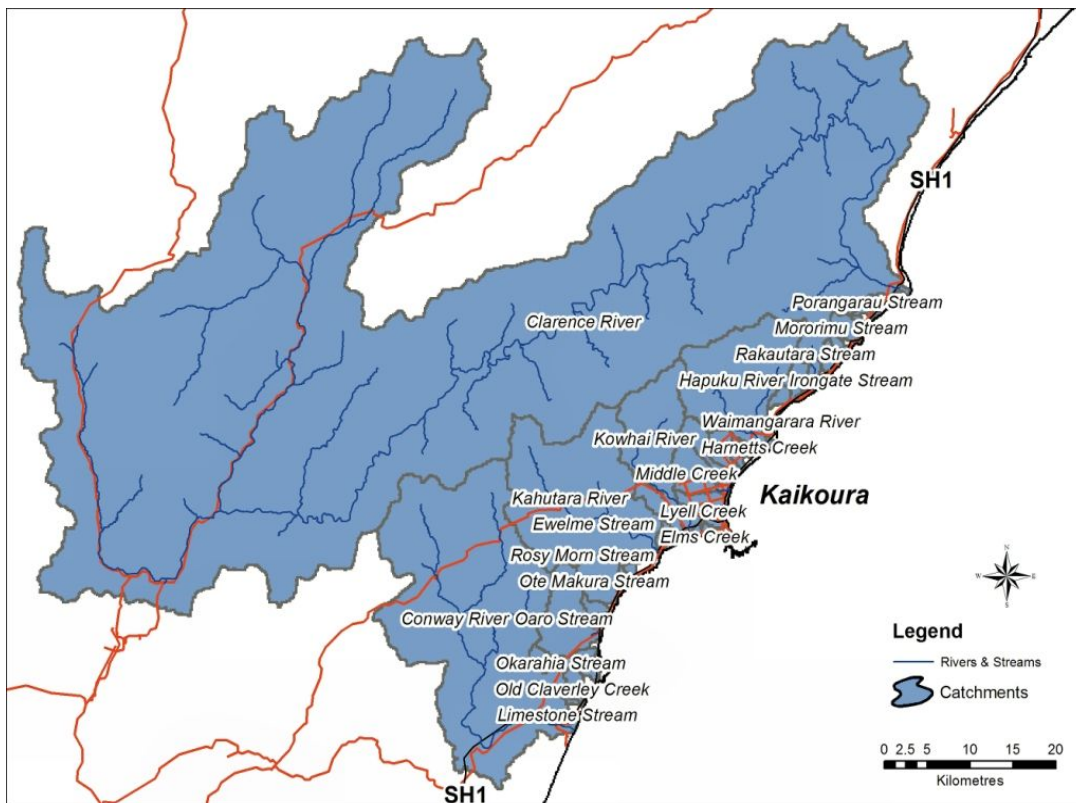 SH1
Porangarau Stream
Clarence River
Mororimu Stream
Rakautara Stream
Hapuku River Irongate Stream
Waimangarara River
Kowhai River
Harnetts Creek
Middle Creek
Kaikoura
Kahutara River
Lyell Creek
Ewelme Stream
Elms Creek
Rosy Morn Stream
Ote Makura Stream
N
W E
S
Conway River Oaro Stream
Legend
Okarahia Stream
Rivers & Streams
Old Claverley Creek
Catchments
Limestone Stream
0 2.5 5 10 15 20
Kilometres
SH1